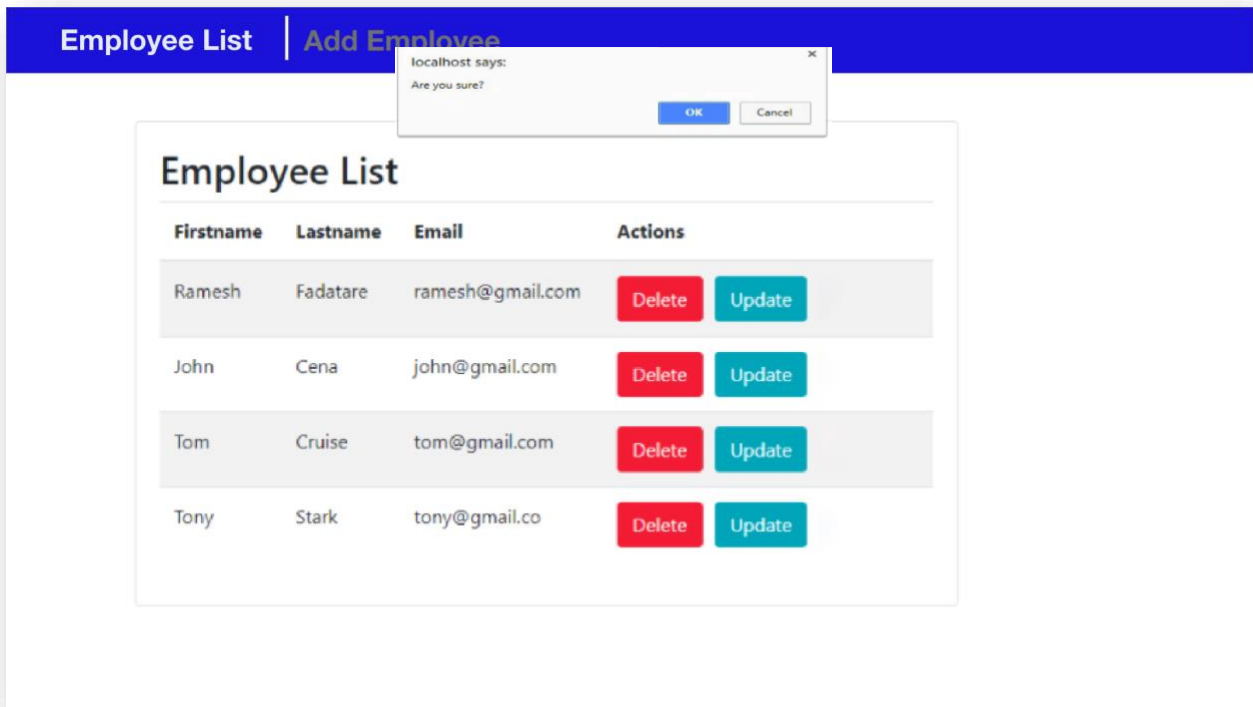 Employee List Add Employee
localhost says:
Are you sure?
OK Cancel
Employee List
Firstname Lastname Email Actions
Ramesh Fadatare ramesh@gmail.com Delete Update
John Cena john@gmail.com Delete Update
Tom Cruise tom@gmail.com Delete Update
Tony Stark tony@gmail.co Delete Update